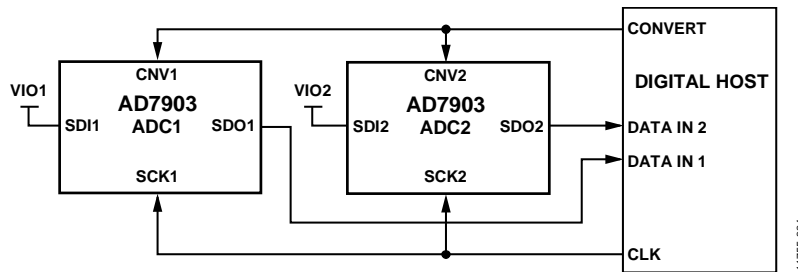 CONVERT
CNV1
CNV2
DIGITAL HOST
VIO1
VIO2
AD7903
ADC1
AD7903
ADC2
SDI1
SDO1
SDI2
SDO2
DATA IN 2
DATA IN 1
SCK1
SCK2
CLK